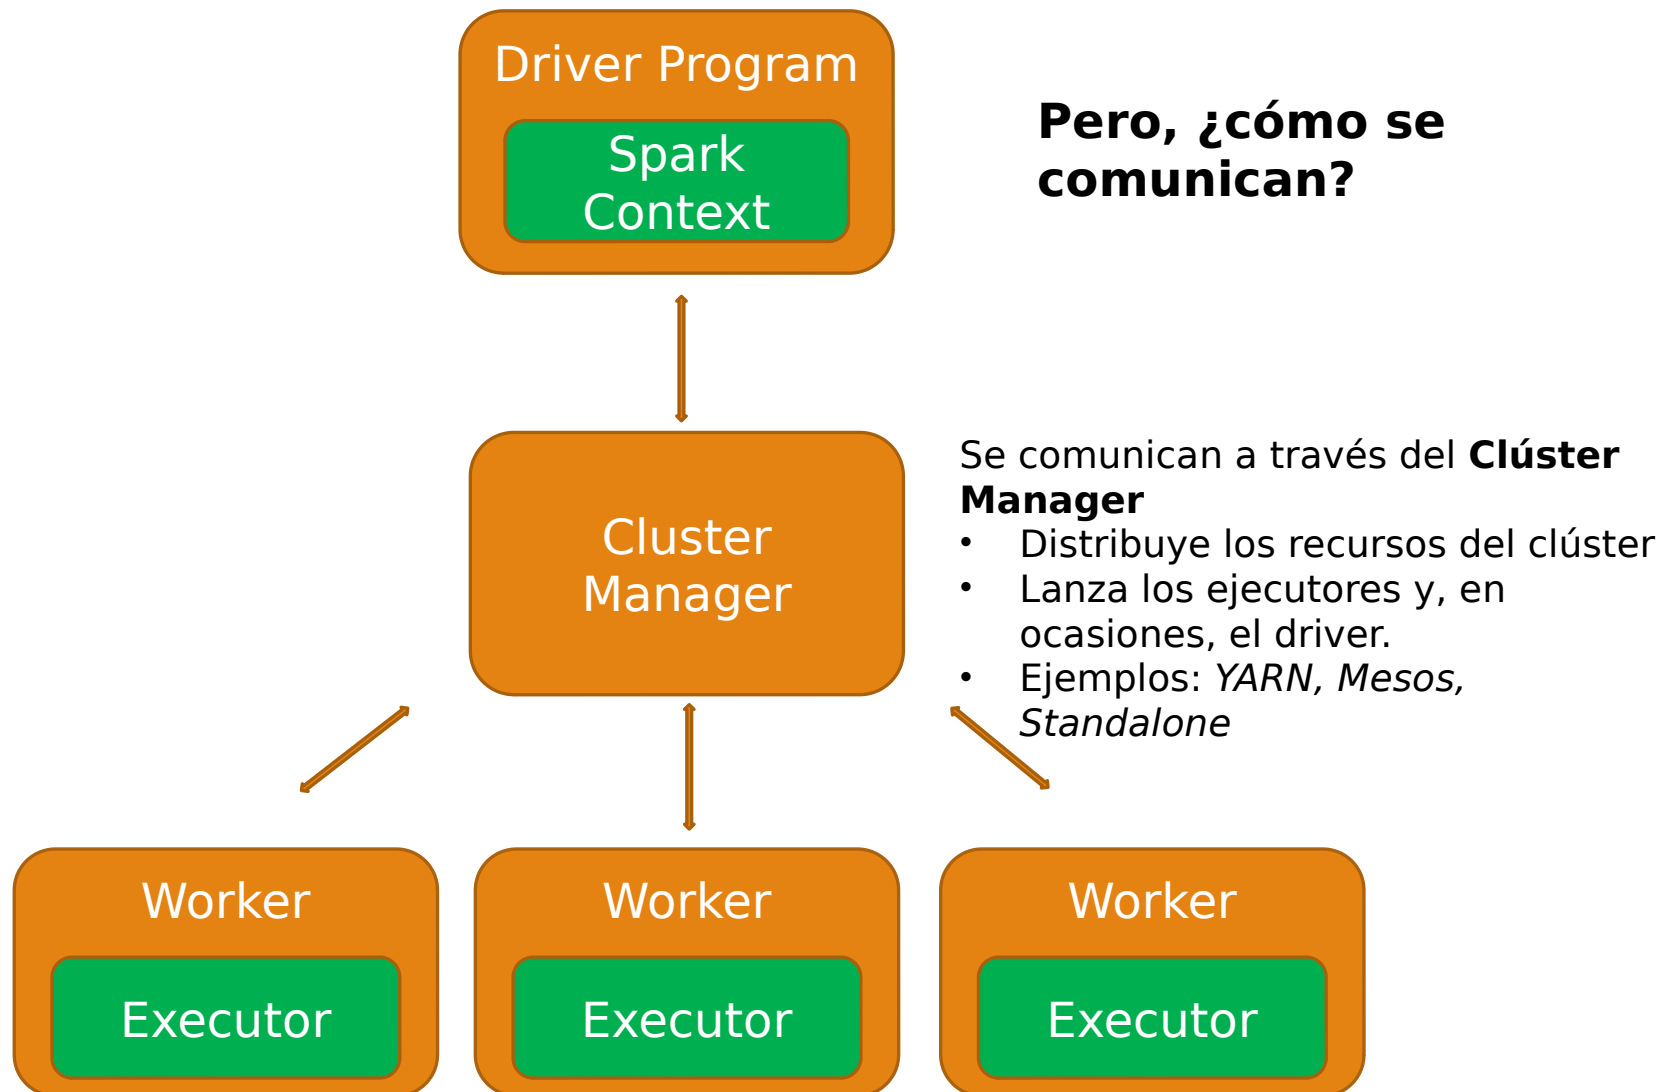 Driver Program
Spark
Context
Pero, ¿cómo se
comunican?
Cluster
Manager
Se comunican a través del Clúster
Manager
• Distribuye los recursos del clúster
• Lanza los ejecutores y, en
ocasiones, el driver.
• Ejemplos: YARN, Mesos,
Standalone
Worker
Executor
Worker
Executor
Worker
Executor